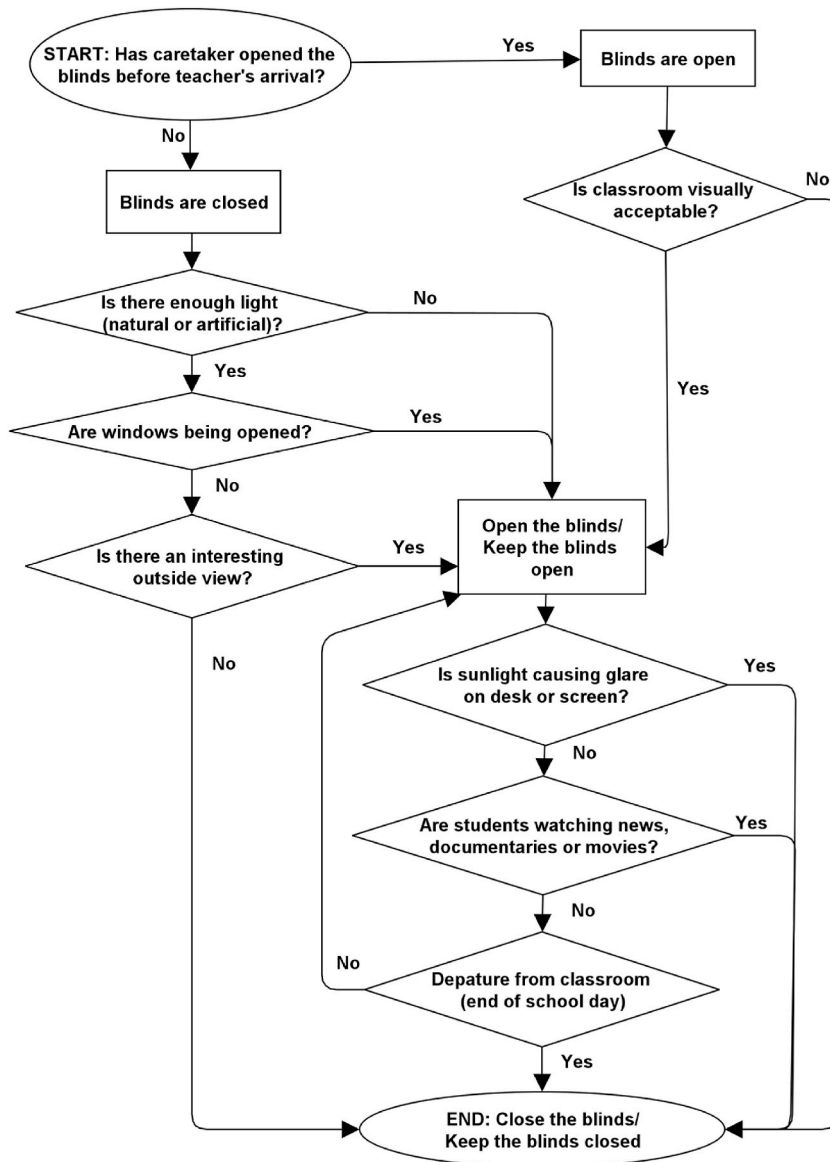 START: Has caretaker opened the
blinds before teacher's arrival?
Yes
Blinds are open
No
Blinds are closed
Is classroom visually
acceptable?
No
Is there enough light
(natural or artificial)?
No
Yes
Yes
Are windows being opened?
Yes
No
Open the blinds/
Keep the blinds
open
Is there an interesting
outside view?
Yes
No
Is sunlight causing glare
on desk or screen?
Yes
No
Are students watching news,
documentaries or movies?
Yes
No
No
Depature from classroom
(end of school day)
Yes
END: Close the blinds/
Keep the blinds closed